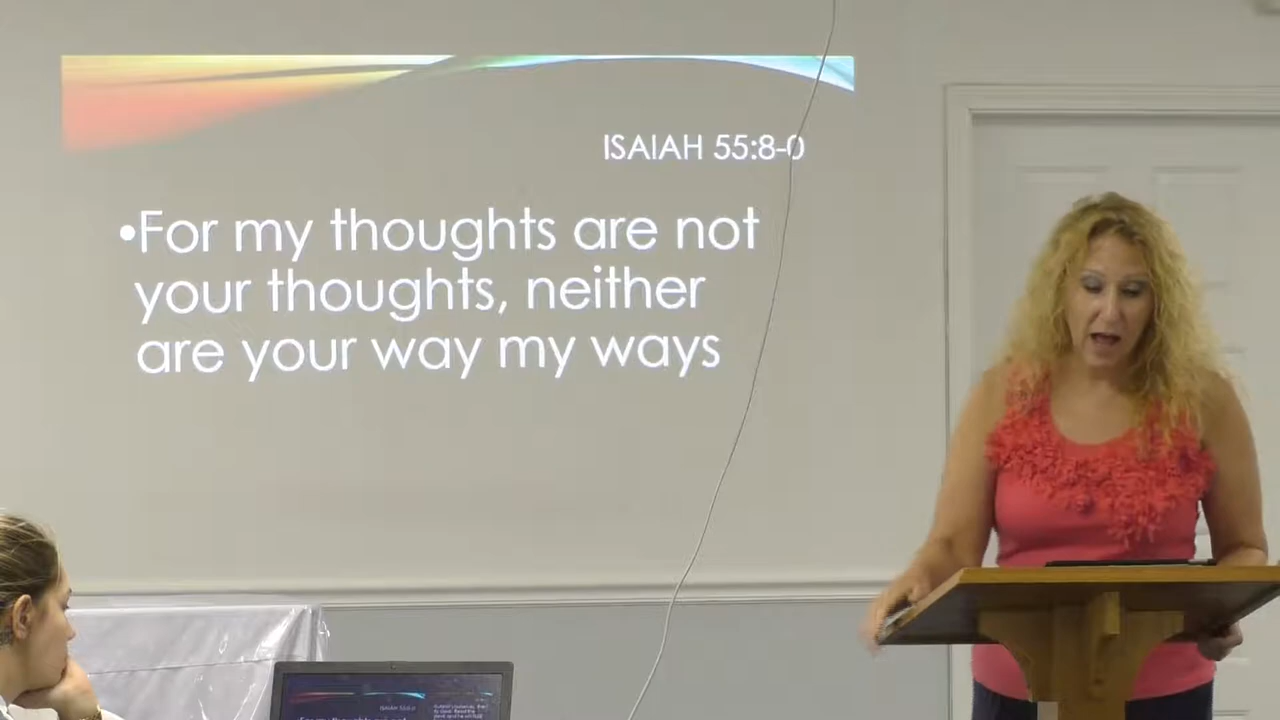 ISAIAH 55:8-0
•For my thoughts are not
your thoughts, neither
are your way my ways